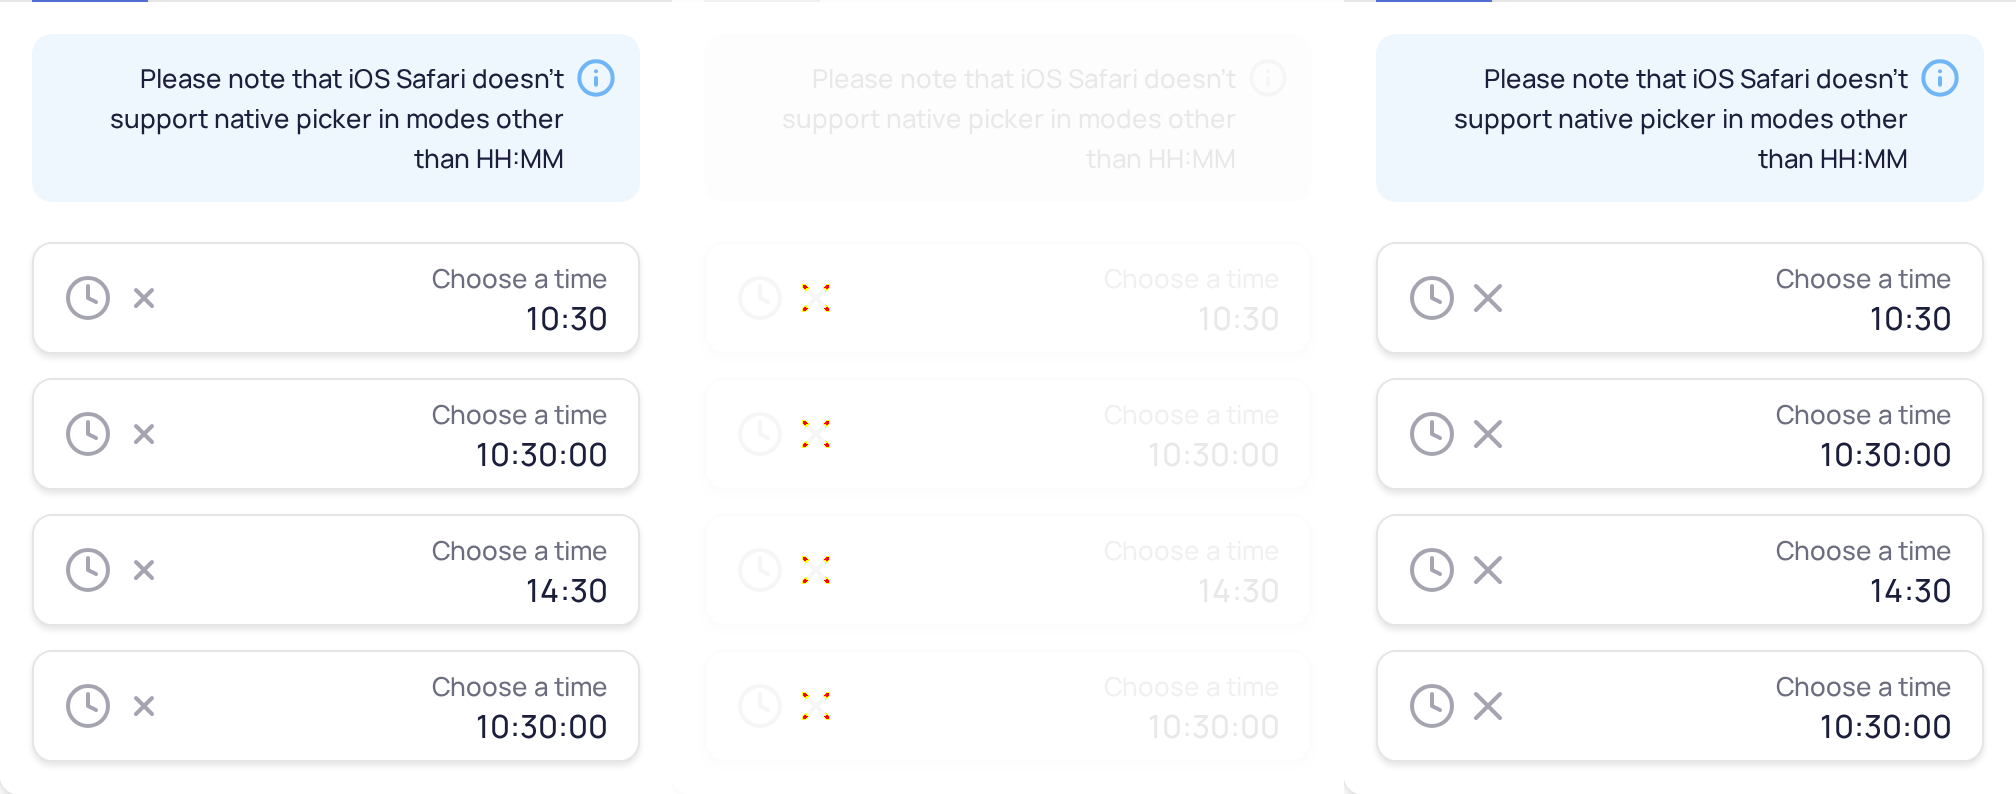 Please note that iOS Safari doesn't
support native picker in modes other
than HH:MM
Choose a time
10:30
Choose a time
10:30:00
Choose a time
14:30
Choose a time
10:30:00
Please note that iOS Safari doesn't
support native picker in modes other
than HH:MM
Choose a time
10:30
Choose a time
10:30:00
Choose a time
14:30
Choose a time
10:30:00
Please note that iOS Safari doesn't
support native picker in modes other
than HH:MM
Choose a time
10:30
Choose a time
10:30:00
Choose a time
14:30
Choose a time
10:30:00